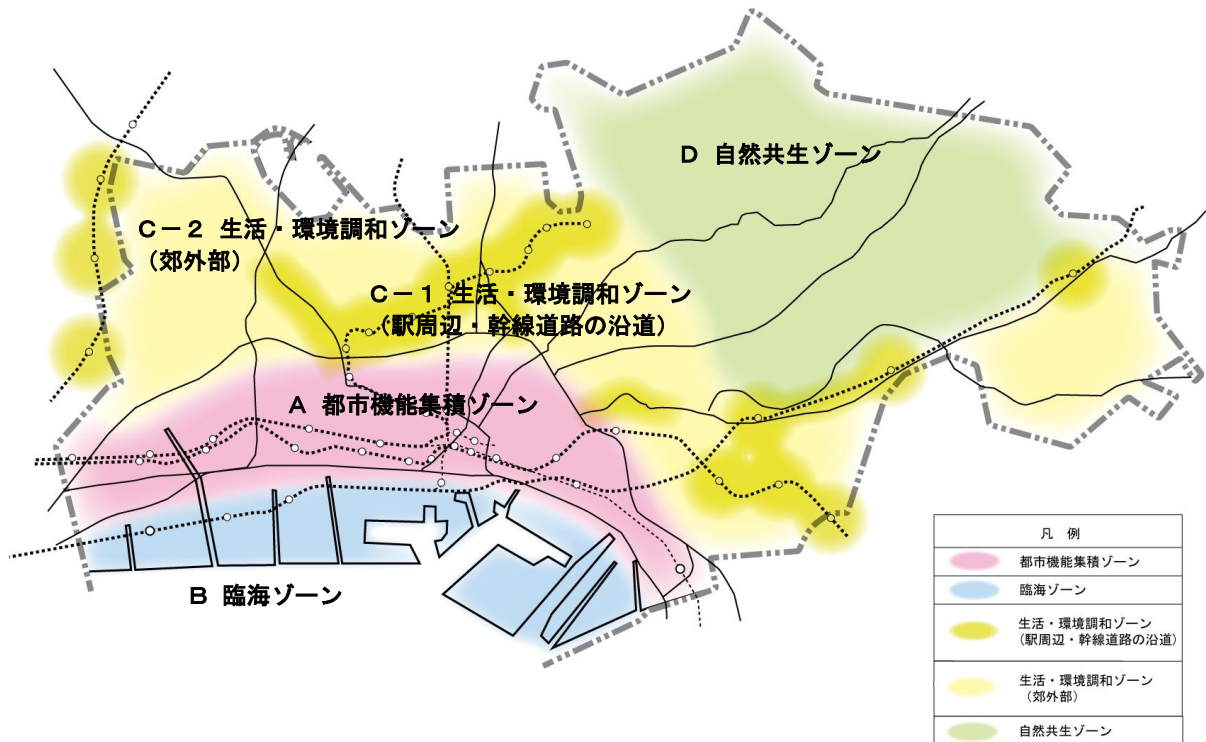 D 自然共生ゾーン
C－2 生活・環境調和ゾーン
（郊外部）
C－1 生活・環境調和ゾーン
（駅周辺・幹線道路の沿道）
A 都市機能集積ゾーン
B 臨海ゾーン
凡 例
都市機能集積ゾーン
臨海ゾーン
生活・環境調和ゾーン
（駅周辺・幹線道路の沿道）
生活・環境調和ゾーン
（郊外部）
自然共生ゾーン